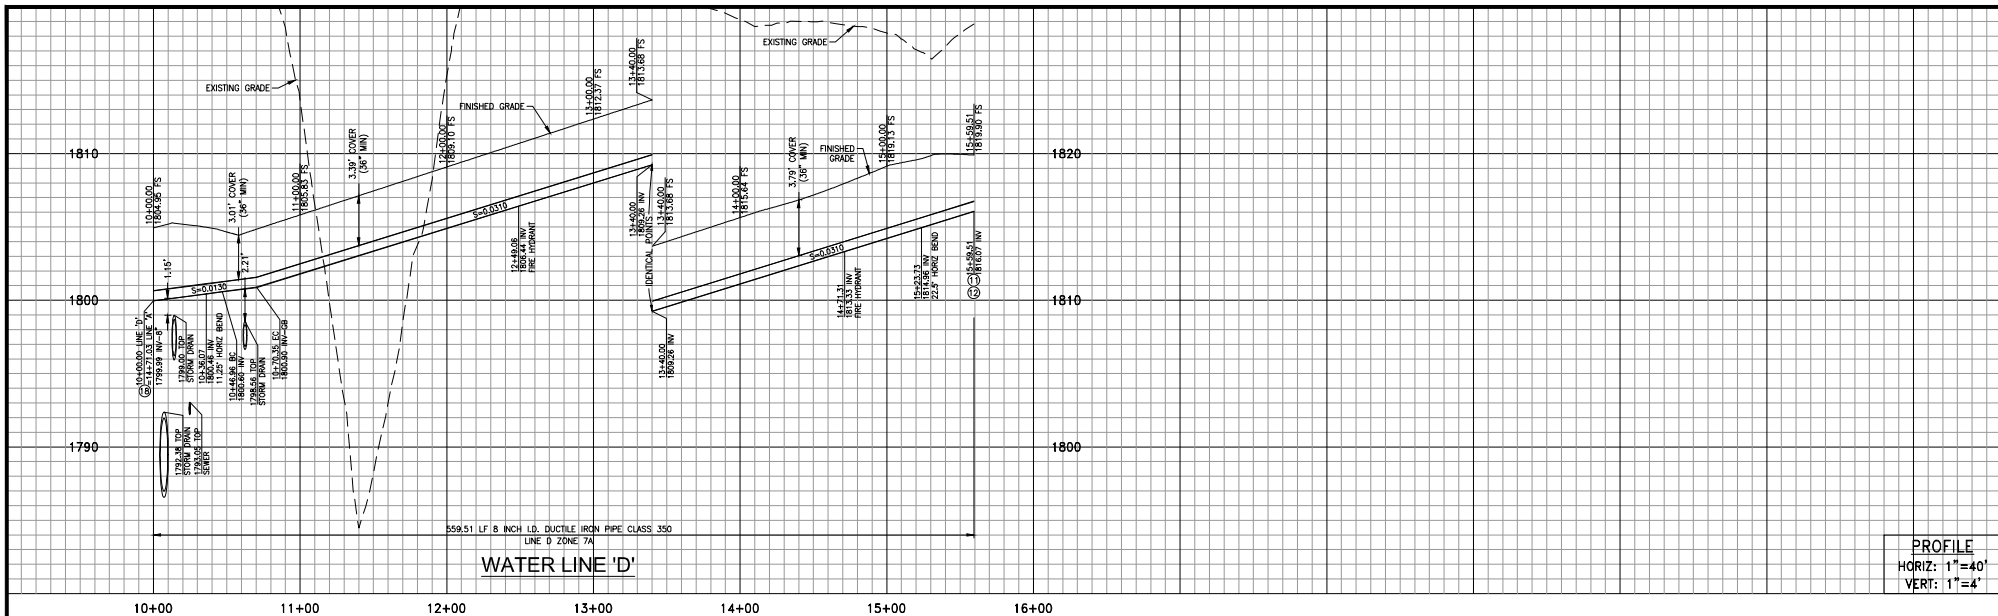 EXISTING GRADE
EXISTING GRADE
FINISHED GRADE
FINISHED
GRADE
10+00.00
1804.95 FS
3.01' COVER
(36" MIN)
11+00.00
1805.83 FS
3.39' COVER
(36" MIN)
12+00.00
1809.10 FS
13+00.00
1812.37 FS
13+40.00
1813.68 FS
13+40.00
1809.26 INV
IDENTICAL POINTS
13+40.00
1813.68 FS
14+00.00
1815.64 FS
3.79' COVER
(36" MIN)
15+00.00
1819.13 FS
15+59.51
1819.90 FS
1810
1800
1790
1820
1810
1800
1.15'
2.21'
S=0.0130
S=0.0310
S=0.0310
10+00.00 LINE 'D'
=14+71.03 LINE 'A'
1799.99 INV-8"
1799.00 TOP
STORM DRAIN
10+36.07
1800.46 INV
11.25° HORIZ BEND
10+46.96 BC
1800.60 INV
1798.56 TOP
STORM DRAIN
10+70.35 EC
1800.90 INV-GB
1792.38 TOP
STORM DRAIN
1793.05 TOP
SEWER
12+49.06
1806.44 INV
FIRE HYDRANT
13+40.00
1809.26 INV
14+71.31
1813.33 INV
FIRE HYDRANT
15+23.73
1814.96 INV
22.5° HORIZ BEND
15+59.51
1816.07 INV
11
12
559.51 LF 8 INCH I.D. DUCTILE IRON PIPE CLASS 350
LINE D ZONE 7A
WATER LINE 'D'
10+00 11+00 12+00 13+00 14+00 15+00 16+00
PROFILE
HORIZ: 1"=40'
VERT: 1"=4'